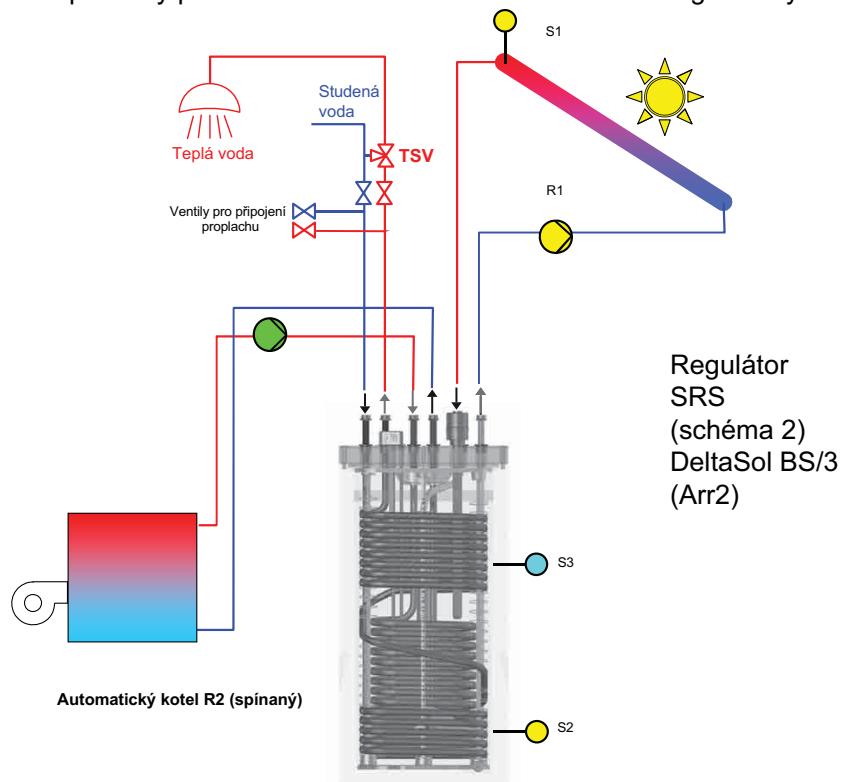 S1
Studená
voda
Teplá voda
TSV
R1
Ventily pro připojení
proplachu
Regulátor
SRS
(schéma 2)
DeltaSol BS/3
(Arr2)
S3
Automatický kotel R2 (spínaný)
S2